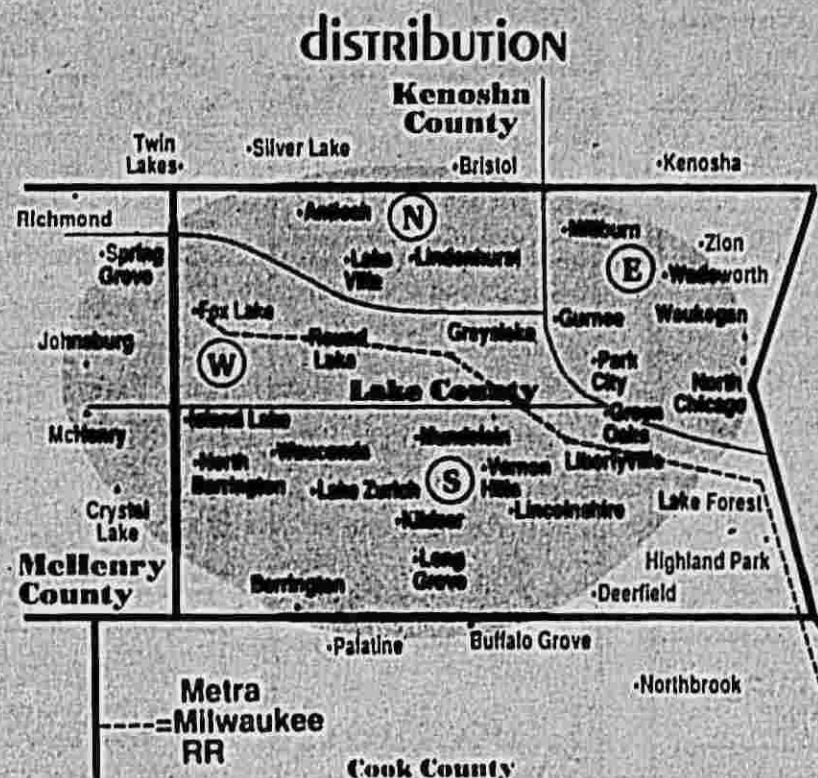 distribution
Kenosha
County
Twin
Lakes
Silver Lake
Bristol
Kenosha
Richmond
Antioch
N
Millburn
Zion
Spring
Grove
Lake
Villa
Lindenhurst
E
Wadsworth
Fox Lake
Gurnee
Waukegan
Johnsburg
Round
Lake
Grayslake
W
Park
City
North
Chicago
Lake County
McHenry
Island Lake
Green
Oaks
Wauconda
Mundelein
North
Barrington
Vernon
Hills
Libertyville
Lake Zurich
S
Lincolnshire
Lake Forest
Crystal
Lake
Kildeer
McHenry
County
Long
Grove
Highland Park
Barrington
Deerfield
Palatine
Buffalo Grove
Northbrook
Metra
----=Milwaukee
RR
Cook County